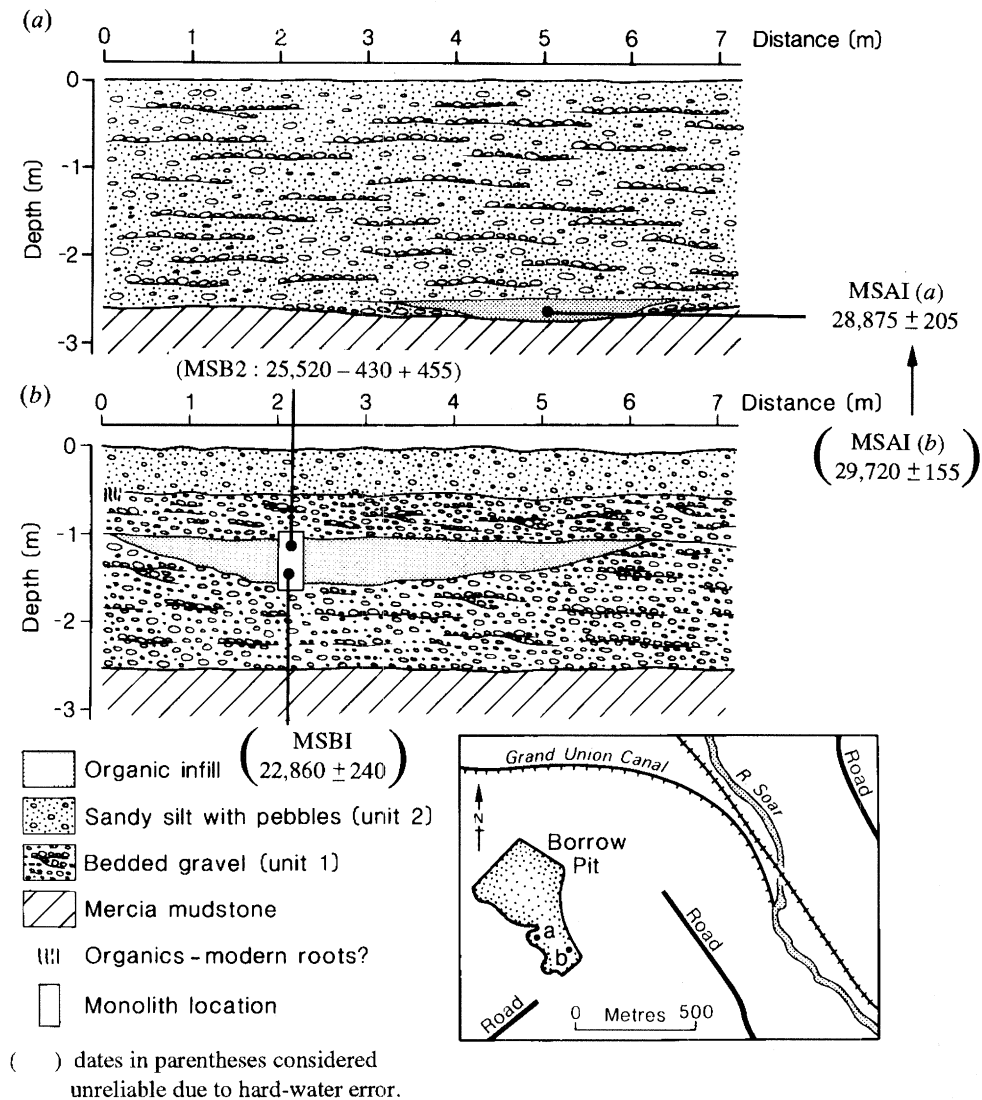 (a)
0 1 2 3 4 5 6 7 Distance (m)
0
-1
-2
-3
Depth (m)
MSAI (a)
28,875 ± 205
(MSB2 : 25,520 – 430 + 455)
(b)
0 1 2 3 4 5 6 7 Distance (m)
(MSAI (b)
29,720 ± 155)
0
-1
-2
-3
Depth (m)
(MSBI
22,860 ± 240)
Organic infill
Sandy silt with pebbles (unit 2)
Bedded gravel (unit 1)
Mercia mudstone
Organics - modern roots?
Monolith location
( ) dates in parentheses considered
unreliable due to hard-water error.
Grand Union Canal
R. Soar
Road
N
Borrow
Pit
a
b
Road
Road
0 Metres 500